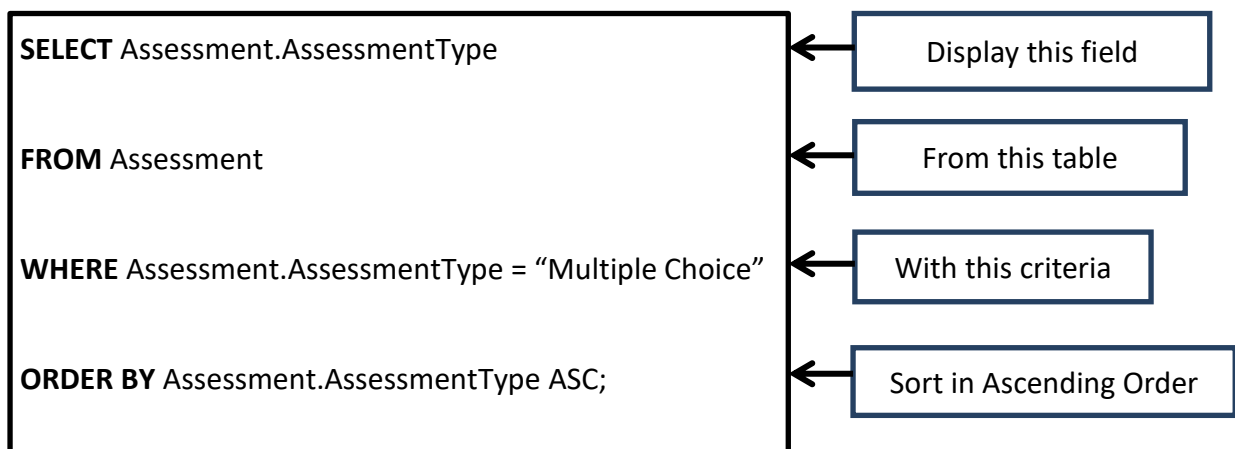 SELECT Assessment.AssessmentType
Display this field
FROM Assessment
From this table
WHERE Assessment.AssessmentType = “Multiple Choice”
With this criteria
ORDER BY Assessment.AssessmentType ASC;
Sort in Ascending Order